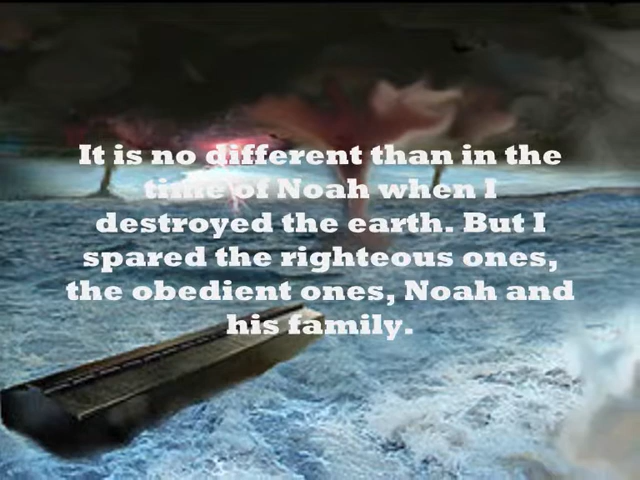 It is no different than in the
time of Noah when I
destroyed the earth. But I
spared the righteous ones,
the obedient ones, Noah and
his family.